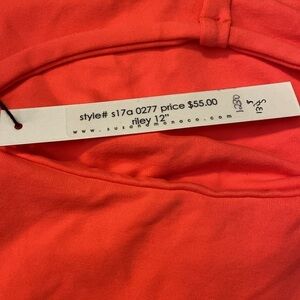 style# s17a 0277 price $55.00
riley 12"
www.susanamonaco.com